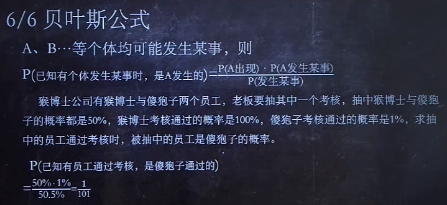 6/6 贝叶斯公式
A、B…等个体均可能发生某事，则
P(已知有个体发生某事时，是A发生的)=P(A出现)·P(A发生某事)/P(发生某事)
猴博士公司有猴博士与傻狍子两个员工，老板要抽其中一个考核，抽中猴博士与傻狍
子的概率都是50%，猴博士考核通过的概率是100%，傻狍子考核通过的概率是1%，求抽
中的员工通过考核时，被抽中的员工是傻狍子的概率。
P(已知有员工通过考核，是傻狍子通过的)
=50%·1%/50.5%=1/101